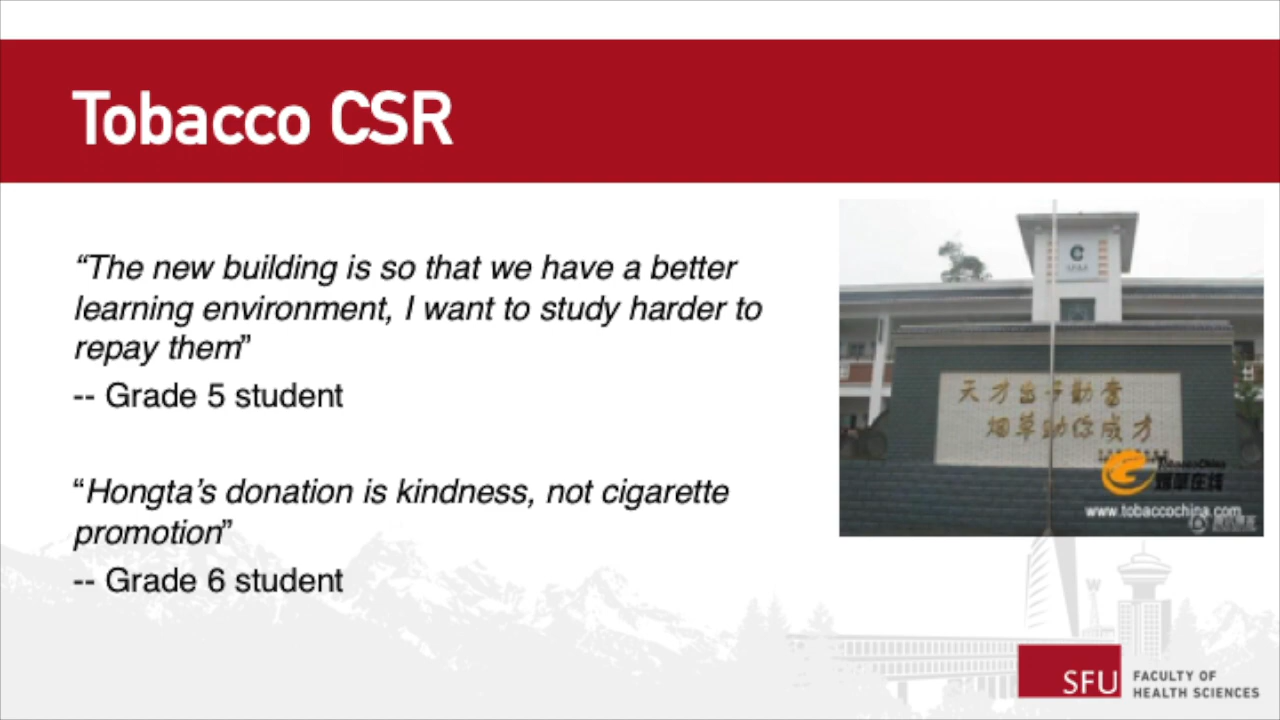 Tobacco CSR
“The new building is so that we have a better
learning environment, I want to study harder to
repay them”
-- Grade 5 student
“Hongta’s donation is kindness, not cigarette
promotion”
-- Grade 6 student
天才出于勤奋
烟草助你成才
TobaccoChina
烟草在线
www.tobaccochina.com
SFU
FACULTY OF
HEALTH SCIENCES